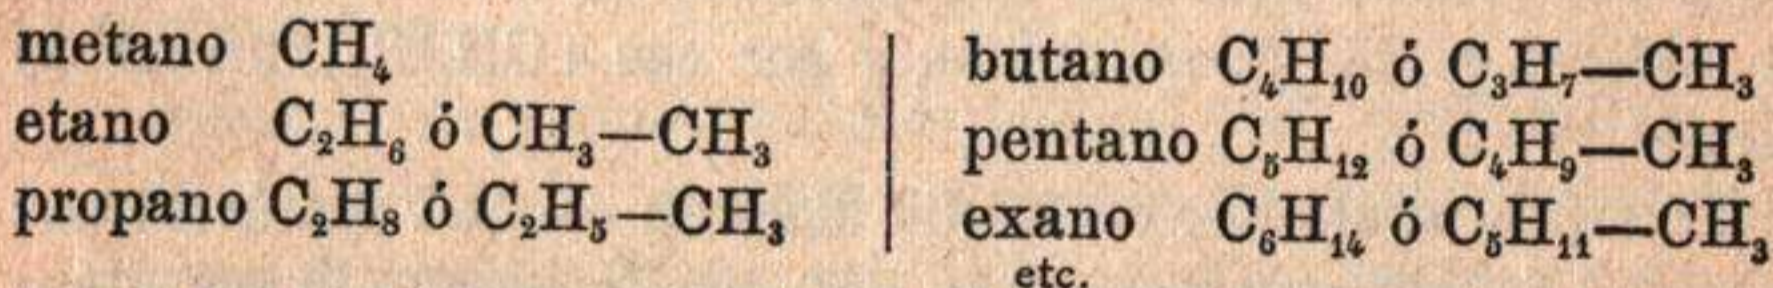 metano CH₄
etano C₂H₆ ó CH₃—CH₃
propano C₂H₈ ó C₂H₅—CH₃
butano C₄H₁₀ ó C₃H₇—CH₃
pentano C₅H₁₂ ó C₄H₉—CH₃
exano C₆H₁₄ ó C₅H₁₁—CH₃
etc.